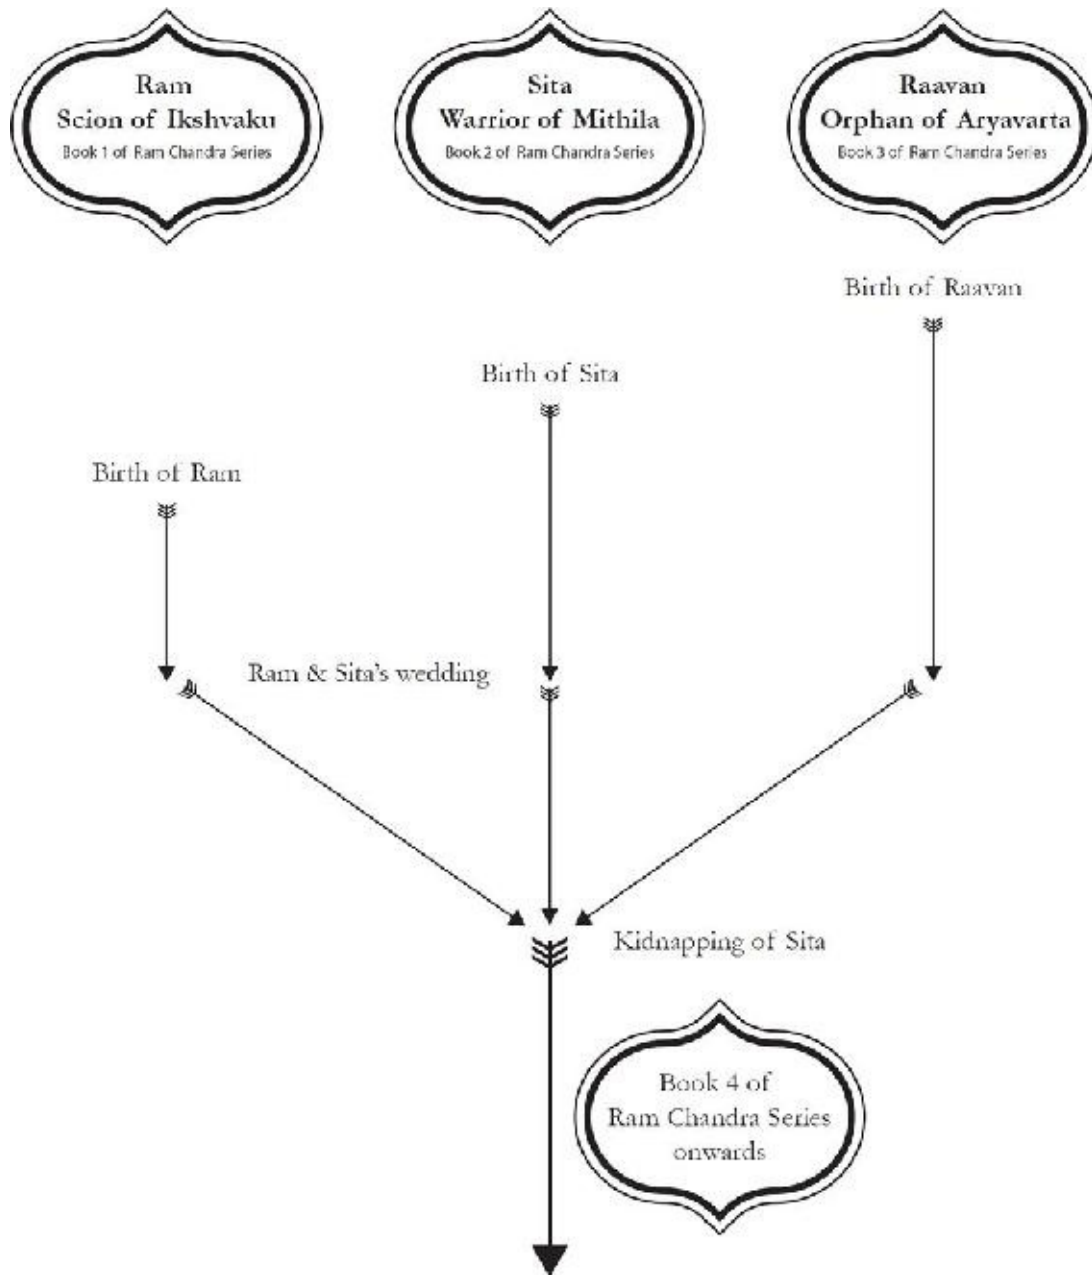 Ram
Scion of Ikshvaku
Book 1 of Ram Chandra Series
Sita
Warrior of Mithila
Book 2 of Ram Chandra Series
Raavan
Orphan of Aryavarta
Book 3 of Ram Chandra Series
Birth of Raavan
Birth of Sita
Birth of Ram
Ram & Sita's wedding
Kidnapping of Sita
Book 4 of
Ram Chandra Series
onwards